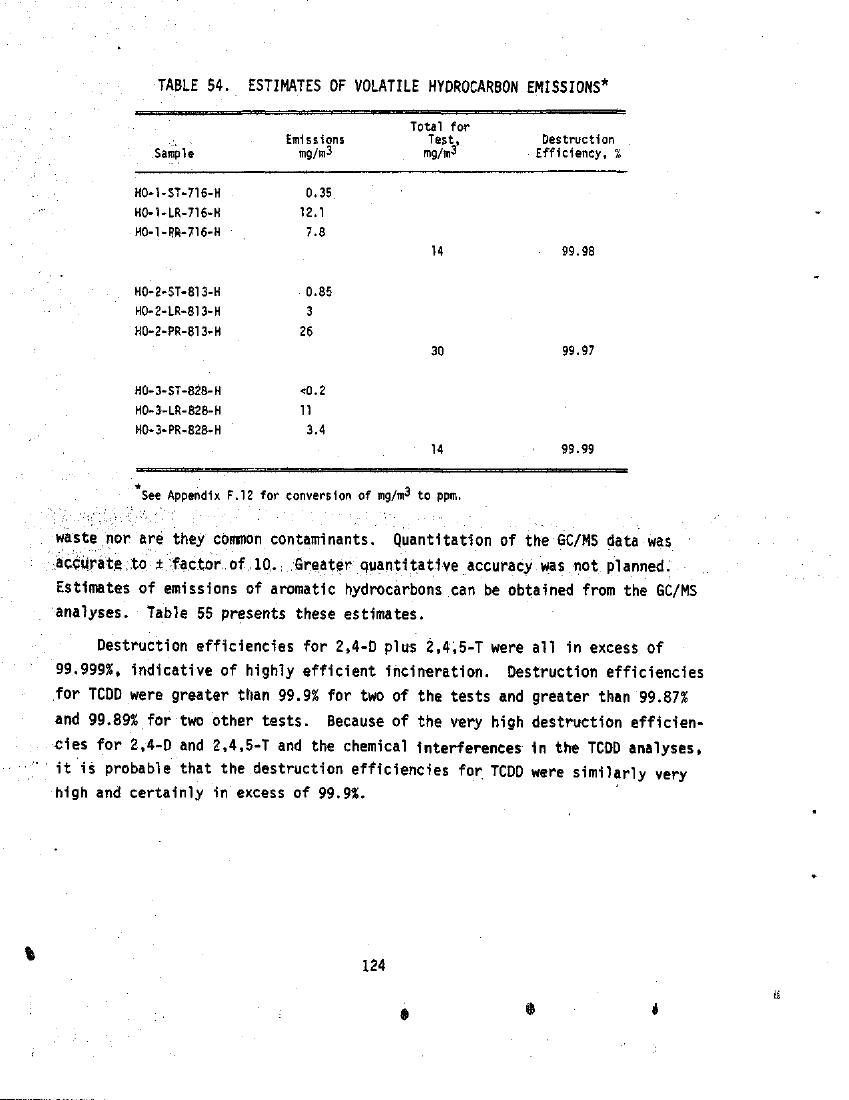 TABLE 54. ESTIMATES OF VOLATILE HYDROCARBON EMISSIONS*
Sample Emissions mg/m3 Total for Test, mg/m3 Destruction Efficiency, %
HO-1-ST-716-H 0.35
HO-1-LR-716-H 12.1
HO-1-PR-716-H 7.8
14 99.98
HO-2-ST-813-H 0.85
HO-2-LR-813-H 3
HO-2-PR-813-H 26
30 99.97
HO-3-ST-828-H <0.2
HO-3-LR-828-H 11
HO-3-PR-828-H 3.4
14 99.99
*See Appendix F.12 for conversion of mg/m3 to ppm.
waste nor are they common contaminants. Quantitation of the GC/MS data was
accurate to ± factor of 10. Greater quantitative accuracy was not planned.
Estimates of emissions of aromatic hydrocarbons can be obtained from the GC/MS
analyses. Table 55 presents these estimates.
Destruction efficiencies for 2,4-D plus 2,4,5-T were all in excess of
99.999%, indicative of highly efficient incineration. Destruction efficiencies
for TCDD were greater than 99.9% for two of the tests and greater than 99.87%
and 99.89% for two other tests. Because of the very high destruction efficien-
cies for 2,4-D and 2,4,5-T and the chemical interferences in the TCDD analyses,
it is probable that the destruction efficiencies for TCDD were similarly very
high and certainly in excess of 99.9%.
124